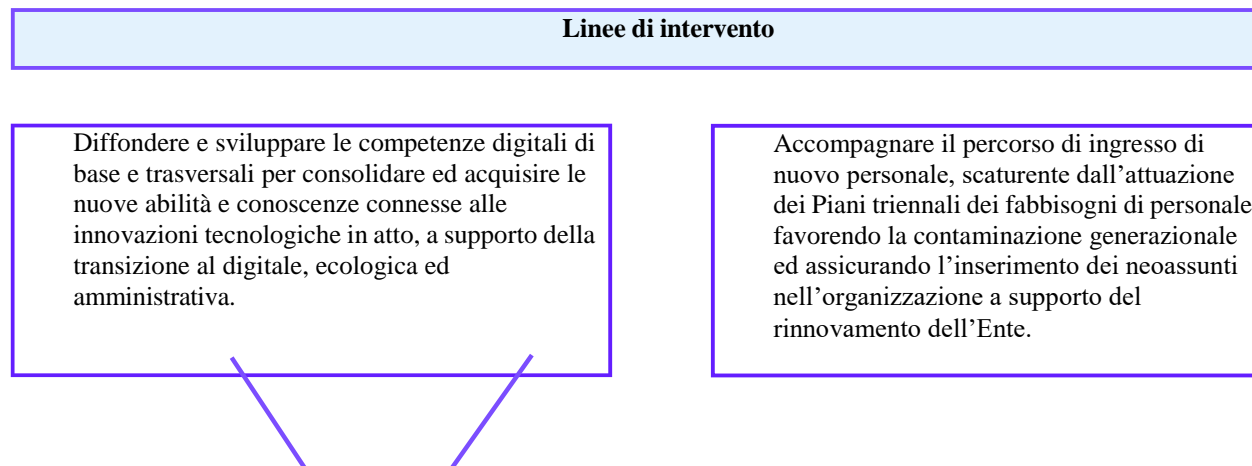 Linee di intervento
Diffondere e sviluppare le competenze digitali di
base e trasversali per consolidare ed acquisire le
nuove abilità e conoscenze connesse alle
innovazioni tecnologiche in atto, a supporto della
transizione al digitale, ecologica ed
amministrativa.
Accompagnare il percorso di ingresso di
nuovo personale, scaturente dall’attuazione
dei Piani triennali dei fabbisogni di personale
favorendo la contaminazione generazionale
ed assicurando l’inserimento dei neoassunti
nell’organizzazione a supporto del
rinnovamento dell’Ente.